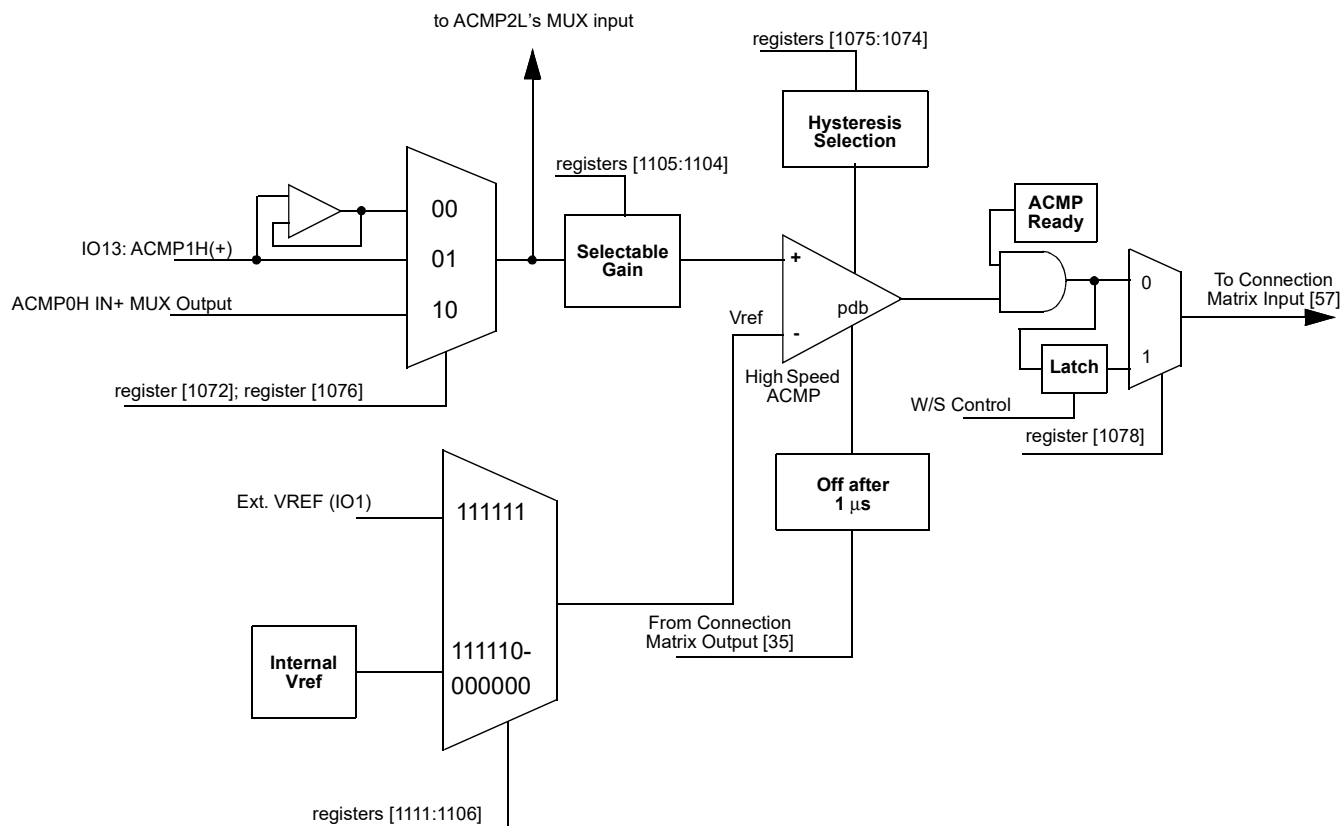 to ACMP2L's MUX input
registers [1075:1074]
Hysteresis
Selection
registers [1105:1104]
ACMP
Ready
00
IO13: ACMP1H(+)
01
Selectable
Gain
+
0
To Connection
Matrix Input [57]
ACMP0H IN+ MUX Output
10
Vref
pdb
-
1
Latch
High Speed
ACMP
register [1072]; register [1076]
W/S Control
register [1078]
Ext. VREF (IO1)
111111
Off after
1 μs
From Connection
Matrix Output [35]
Internal
Vref
111110-
000000
registers [1111:1106]